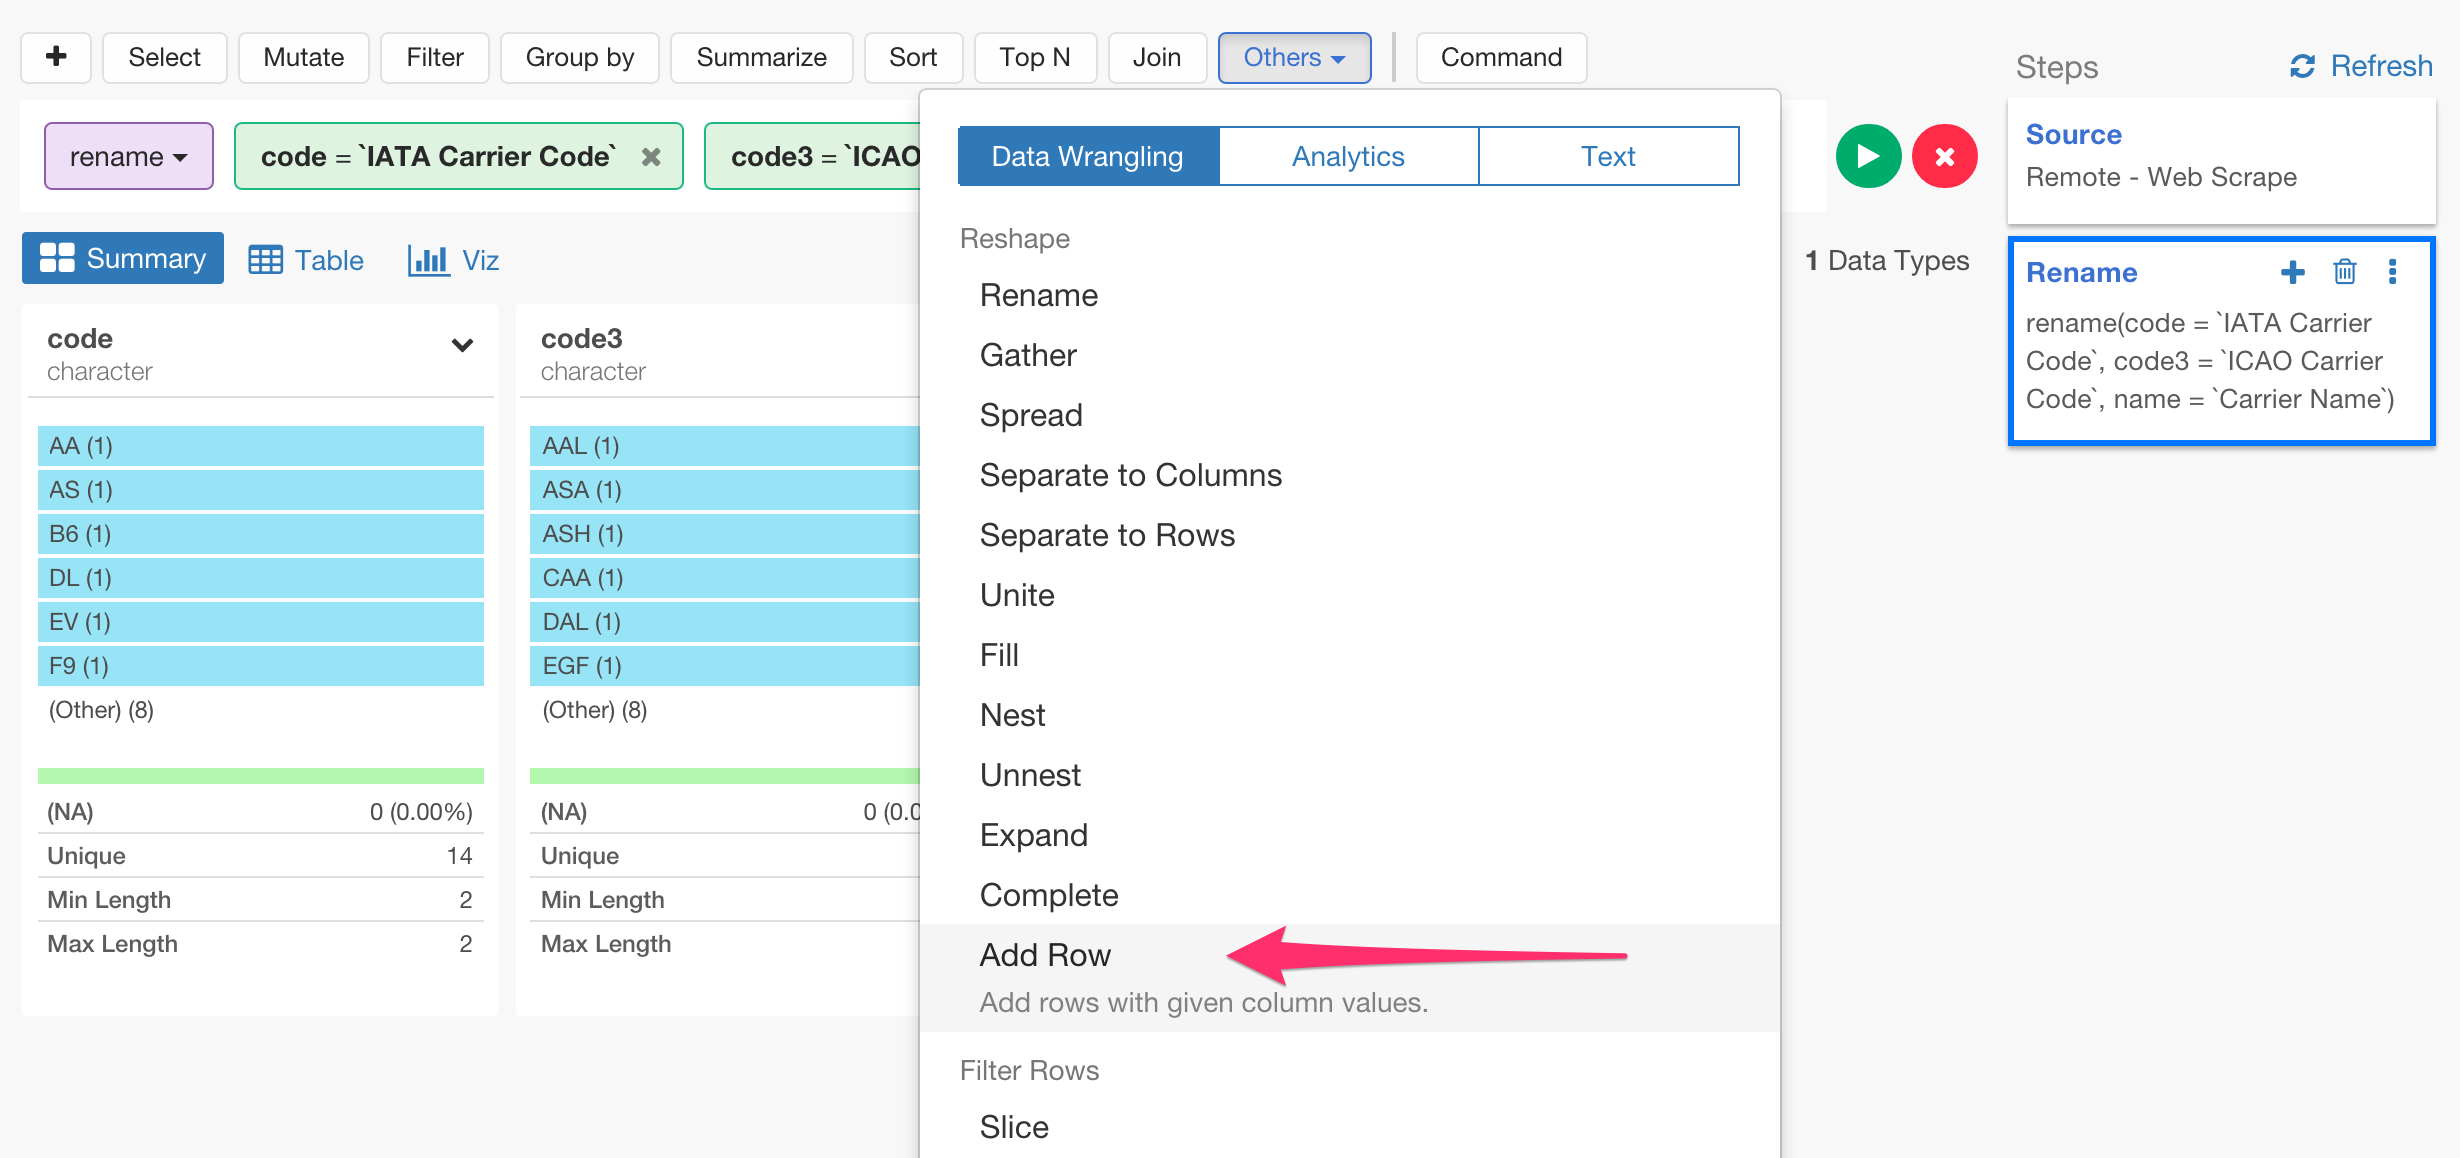 Select Mutate Filter Group by Summarize Sort Top N Join Others Command
Steps Refresh
rename code = `IATA Carrier Code` code3 = `ICAO
Data Wrangling Analytics Text
Source
Remote - Web Scrape
Summary Table Viz
1 Data Types
Rename
rename(code = `IATA Carrier
Code`, code3 = `ICAO Carrier
Code`, name = `Carrier Name`)
code
character
AA (1)
AS (1)
B6 (1)
DL (1)
EV (1)
F9 (1)
(Other) (8)
(NA) 0 (0.00%)
Unique 14
Min Length 2
Max Length 2
code3
character
AAL (1)
ASA (1)
ASH (1)
CAA (1)
DAL (1)
EGF (1)
(Other) (8)
(NA) 0 (0.0
Unique
Min Length
Max Length
Reshape
Rename
Gather
Spread
Separate to Columns
Separate to Rows
Unite
Fill
Nest
Unnest
Expand
Complete
Add Row
Add rows with given column values.
Filter Rows
Slice